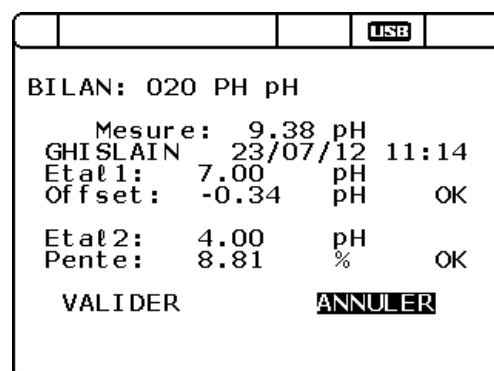 USB
BILAN: 020 PH pH
Mesure: 9.38 pH
GHISLAIN 23/07/12 11:14
Etal1: 7.00 pH
Offset: -0.34 pH OK
Etal2: 4.00 pH
Pente: 8.81 % OK
VALIDER ANNULER